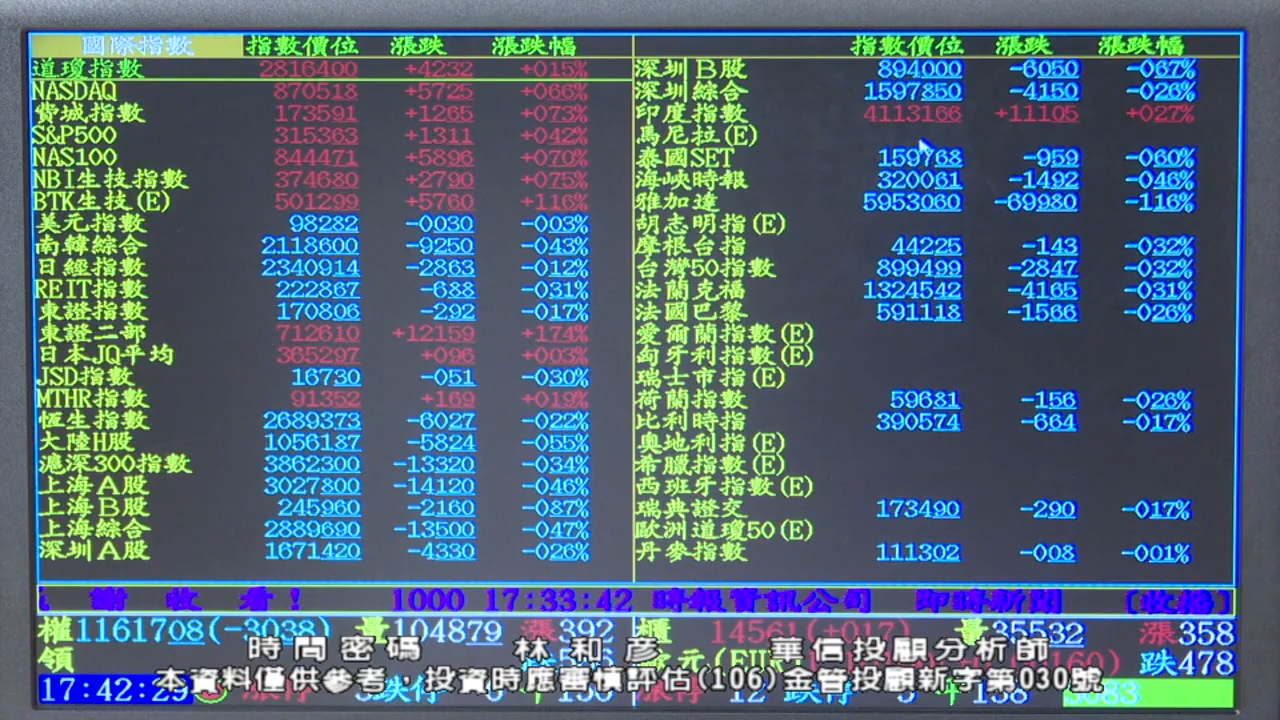 國際指數 指數價位 漲跌 漲跌幅
道瓊指數 2816400 +4232 +015%
NASDAQ 870518 +5725 +066%
費城指數 173591 +1265 +073%
S&P500 315363 +1311 +042%
NAS100 844471 +5896 +070%
NBI生技指數 374680 +2790 +075%
BTK生技(E) 501299 +5760 +116%
美元指數 98282 -0030 -003%
南韓綜合 2118600 -9250 -043%
日經指數 2340914 -2863 -012%
REIT指數 222867 -688 -031%
東證指數 170806 -292 -017%
東證二部 712610 +12159 +174%
日本JQ平均 365297 +096 +003%
JSD指數 16730 -051 -030%
MTHR指數 91352 +169 +019%
恆生指數 2689373 -6027 -022%
大陸H股 1056187 -5824 -055%
滬深300指數 3862300 -13320 -034%
上海A股 3027800 -14120 -046%
上海B股 245960 -2160 -087%
上海綜合 2889690 -13500 -047%
深圳A股 1671420 -4330 -026%
指數價位 漲跌 漲跌幅
深圳B股 894000 -6050 -067%
深圳綜合 1597850 -4150 -026%
印度指數 4113166 +11105 +027%
馬尼拉(E)
泰國SET 159768 -959 -060%
海峽時報 320061 -1492 -046%
雅加達 5953060 -69980 -116%
胡志明指(E)
摩根台指 44225 -143 -032%
台灣50指數 899499 -2847 -032%
法蘭克福 1324542 -4165 -031%
法國巴黎 591118 -1566 -026%
愛爾蘭指數(E)
匈牙利指數(E)
瑞士市指(E)
荷蘭指數 59681 -156 -026%
比利時指 390574 -664 -017%
奧地利指(E)
希臘指數(E)
西班牙指數(E)
瑞典證交 173490 -290 -017%
歐洲道瓊50(E)
丹麥指數 111302 -008 -001%
謝 收 看! 1000 17:33:42 時報資訊公司 即時新聞 [收播]
權1161708(-3038) 量104879 漲392 櫃 14561(+017) 量35532 漲358
領 跌478
時間密碼 林和彥 華信投顧分析師
本資料僅供參考,投資時應審慎評估(106)金管投顧新字第030號
17:42:29